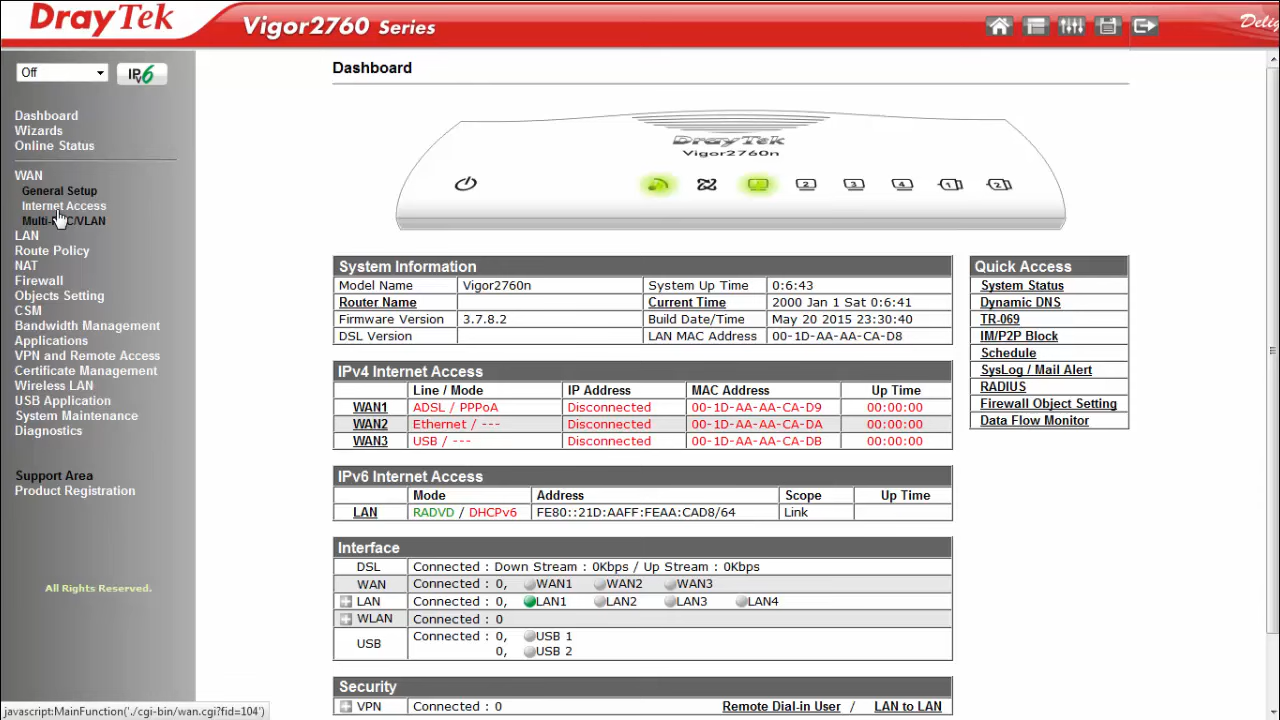 DrayTek
Vigor2760 Series
Off
IPv6
Dashboard
Wizards
Online Status
WAN
General Setup
Internet Access
LAN
Route Policy
NAT
Firewall
Objects Setting
CSM
Bandwidth Management
Applications
VPN and Remote Access
Certificate Management
Wireless LAN
USB Application
System Maintenance
Diagnostics
Support Area
Product Registration
All Rights Reserved.
Dashboard
DrayTek
Vigor2760n
1 2 3 4 1 2
System Information
Model Name Vigor2760n System Up Time 0:6:43
Router Name Current Time 2000 Jan 1 Sat 0:6:41
Firmware Version 3.7.8.2 Build Date/Time May 20 2015 23:30:40
DSL Version LAN MAC Address 00-1D-AA-AA-CA-D8
IPv4 Internet Access
Line / Mode IP Address MAC Address Up Time
WAN1 ADSL / PPPoA Disconnected 00-1D-AA-AA-CA-D9 00:00:00
WAN2 Ethernet / --- Disconnected 00-1D-AA-AA-CA-DA 00:00:00
WAN3 USB / --- Disconnected 00-1D-AA-AA-CA-DB 00:00:00
IPv6 Internet Access
Mode Address Scope Up Time
LAN RADVD / DHCPv6 FE80::21D:AAFF:FEAA:CAD8/64 Link
Interface
DSL Connected : Down Stream : 0Kbps / Up Stream : 0Kbps
WAN Connected : 0, WAN1 WAN2 WAN3
LAN Connected : 0, LAN1 LAN2 LAN3 LAN4
WLAN Connected : 0
USB Connected : 0, USB 1
0, USB 2
Security
VPN Connected : 0 Remote Dial-in User / LAN to LAN
Quick Access
System Status
Dynamic DNS
TR-069
IM/P2P Block
Schedule
SysLog / Mail Alert
RADIUS
Firewall Object Setting
Data Flow Monitor
javascript:MainFunction('./cgi-bin/wan.cgi?fid=104')